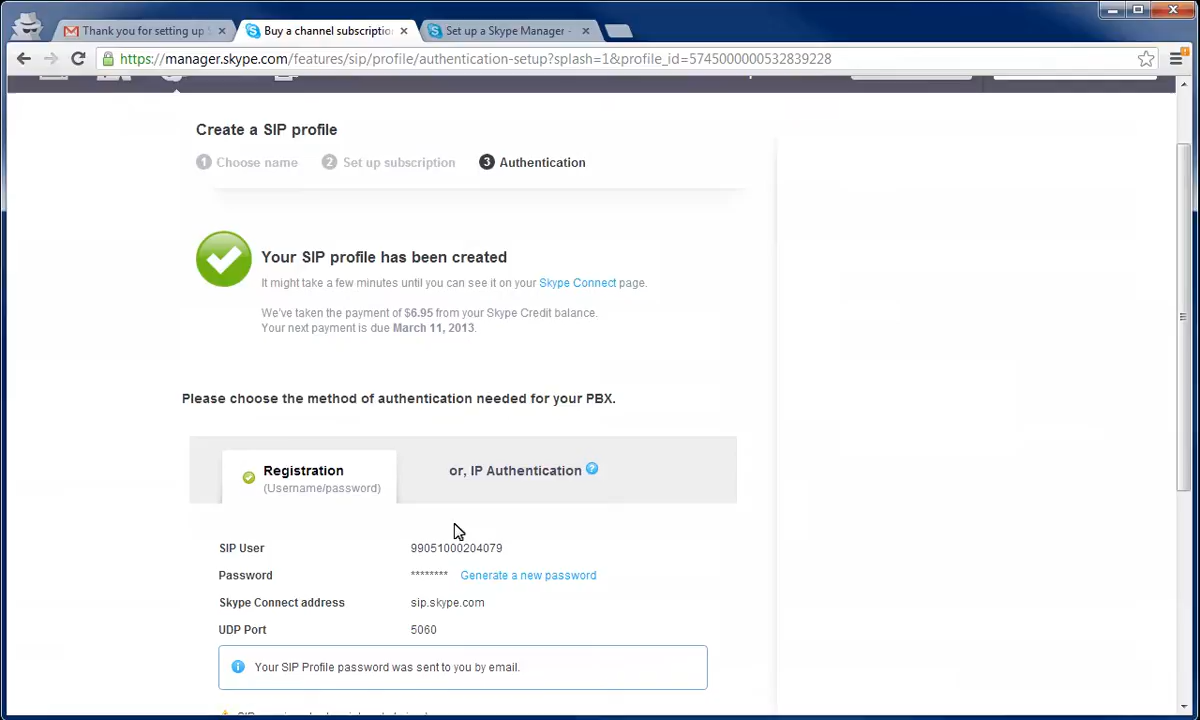 Thank you for setting up
Buy a channel subscriptio
Set up a Skype Manager -
https://manager.skype.com/features/sip/profile/authentication-setup?splash=1&profile_id=5745000000532839228
Create a SIP profile
1 Choose name 2 Set up subscription 3 Authentication
Your SIP profile has been created
It might take a few minutes until you can see it on your Skype Connect page.
We've taken the payment of $6.95 from your Skype Credit balance.
Your next payment is due March 11, 2013.
Please choose the method of authentication needed for your PBX.
Registration
(Username/password)
or, IP Authentication ?
SIP User 99051000204079
Password ******** Generate a new password
Skype Connect address sip.skype.com
UDP Port 5060
Your SIP Profile password was sent to you by email.